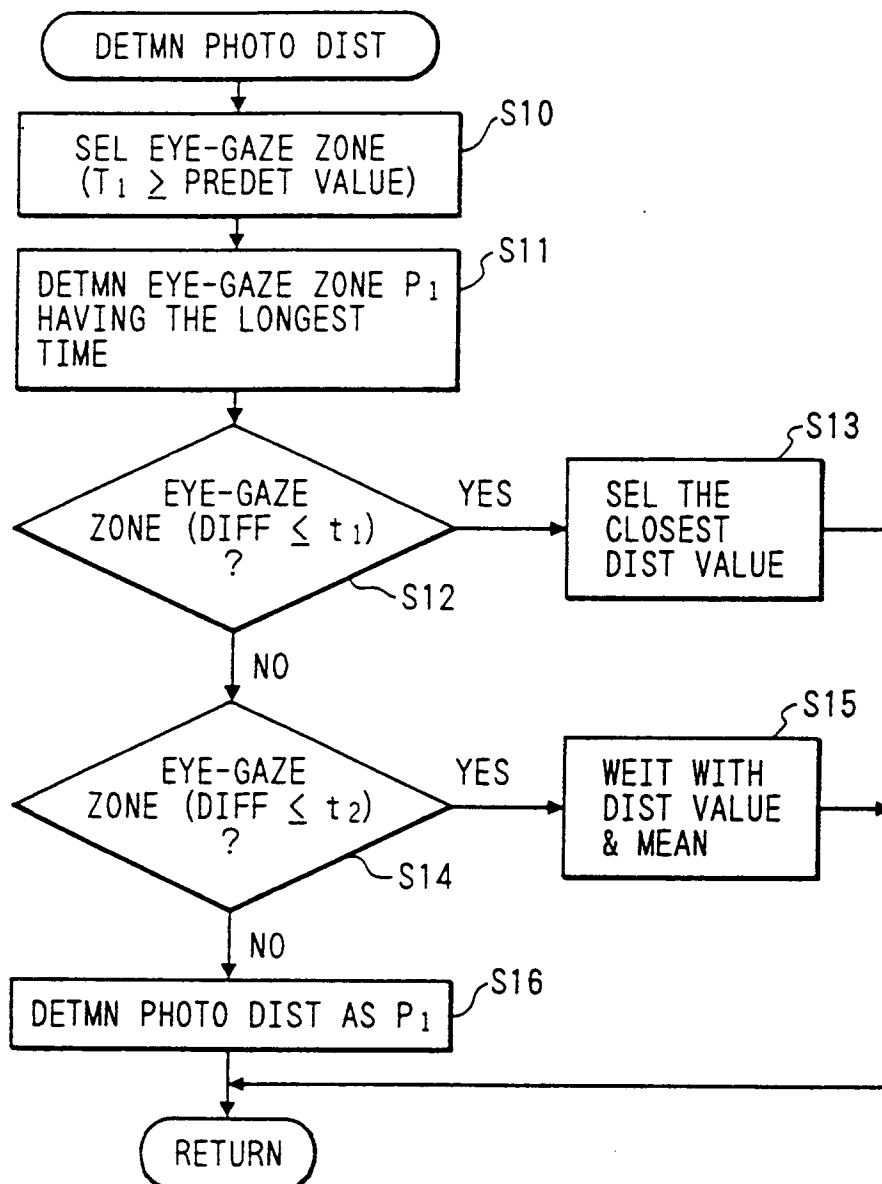 DETMN PHOTO DIST
S10
SEL EYE-GAZE ZONE
(T1 ≥ PREDET VALUE)
S11
DETMN EYE-GAZE ZONE P1
HAVING THE LONGEST
TIME
EYE-GAZE
ZONE (DIFF ≤ t1)
?
S12
YES
S13
SEL THE
CLOSEST
DIST VALUE
NO
EYE-GAZE
ZONE (DIFF ≤ t2)
?
S14
YES
S15
WEIT WITH
DIST VALUE
& MEAN
NO
S16
DETMN PHOTO DIST AS P1
RETURN